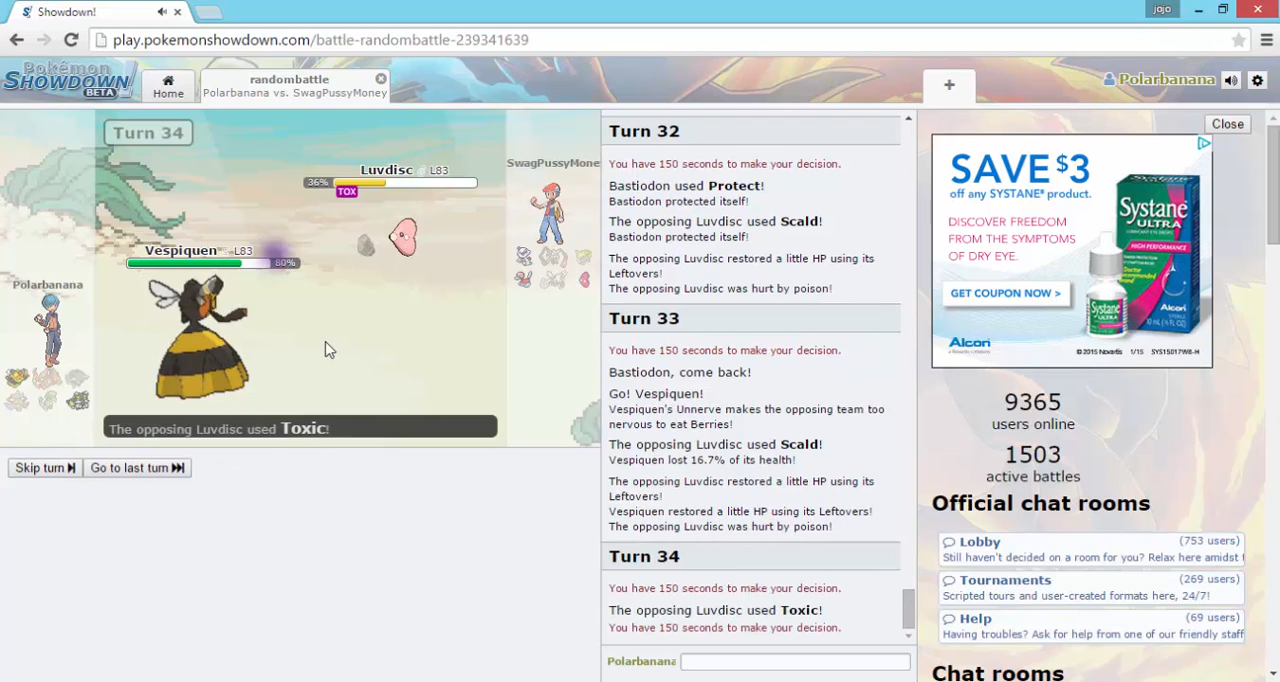 Showdown!
jojo
play.pokemonshowdown.com/battle-randombattle-239341639
Pokémon
SHOWDOWN
BETA
Home
randombattle
Polarbanana vs. SwagPussyMoney
+
Polarbanana
Turn 34
Luvdisc L83
36%
TOX
SwagPussyMone
Vespiquen L83
80%
Polarbanana
The opposing Luvdisc used Toxic!
Skip turn
Go to last turn
Turn 32
You have 150 seconds to make your decision.
Bastiodon used Protect!
Bastiodon protected itself!
The opposing Luvdisc used Scald!
Bastiodon protected itself!
The opposing Luvdisc restored a little HP using its
Leftovers!
The opposing Luvdisc was hurt by poison!
Turn 33
You have 150 seconds to make your decision.
Bastiodon, come back!
Go! Vespiquen!
Vespiquen's Unnerve makes the opposing team too
nervous to eat Berries!
The opposing Luvdisc used Scald!
Vespiquen lost 16.7% of its health!
The opposing Luvdisc restored a little HP using its
Leftovers!
Vespiquen restored a little HP using its Leftovers!
The opposing Luvdisc was hurt by poison!
Turn 34
You have 150 seconds to make your decision.
The opposing Luvdisc used Toxic!
You have 150 seconds to make your decision.
Polarbanana
Close
SAVE $3
off any SYSTANE® product.
DISCOVER FREEDOM
FROM THE SYMPTOMS
OF DRY EYE.
GET COUPON NOW >
Alcon
©2015 Novartis 1/15 SYS15017W8-H
Systane
ULTRA
HIGH PERFORMANCE
Systane
ULTRA
Alcon
9365
users online
1503
active battles
Official chat rooms
Lobby (753 users)
Still haven't decided on a room for you? Relax here amidst t
Tournaments (269 users)
Scripted tours and user-created formats here, 24/7!
Help (69 users)
Having troubles? Ask for help from one of our friendly staff
Chat rooms